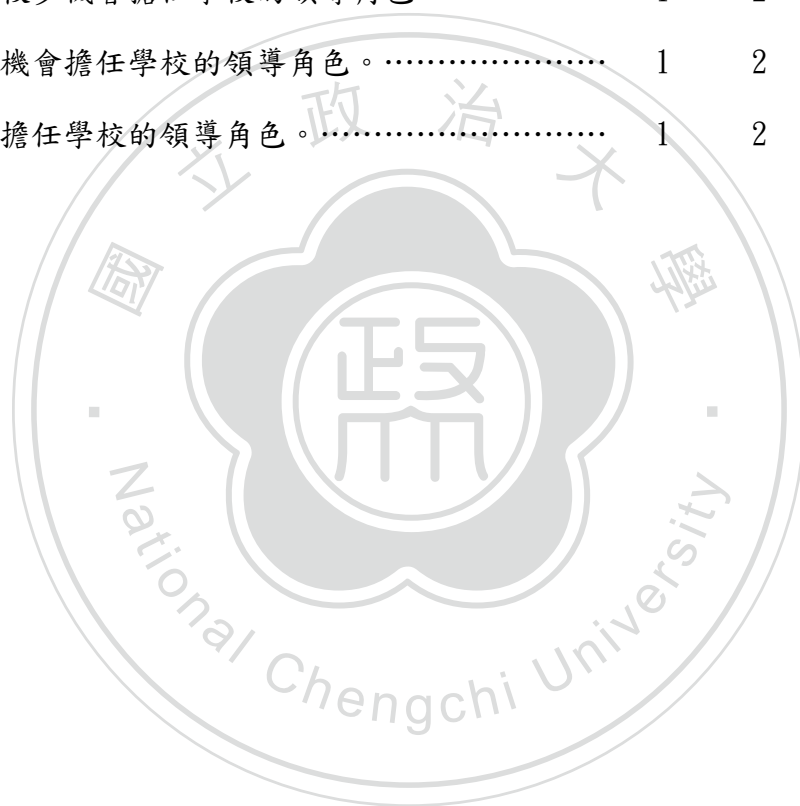 機會擔任學校的領導角色。………………… 1 2
擔任學校的領導角色。……………………… 1 2
國立政治大學
政
National Chengchi University